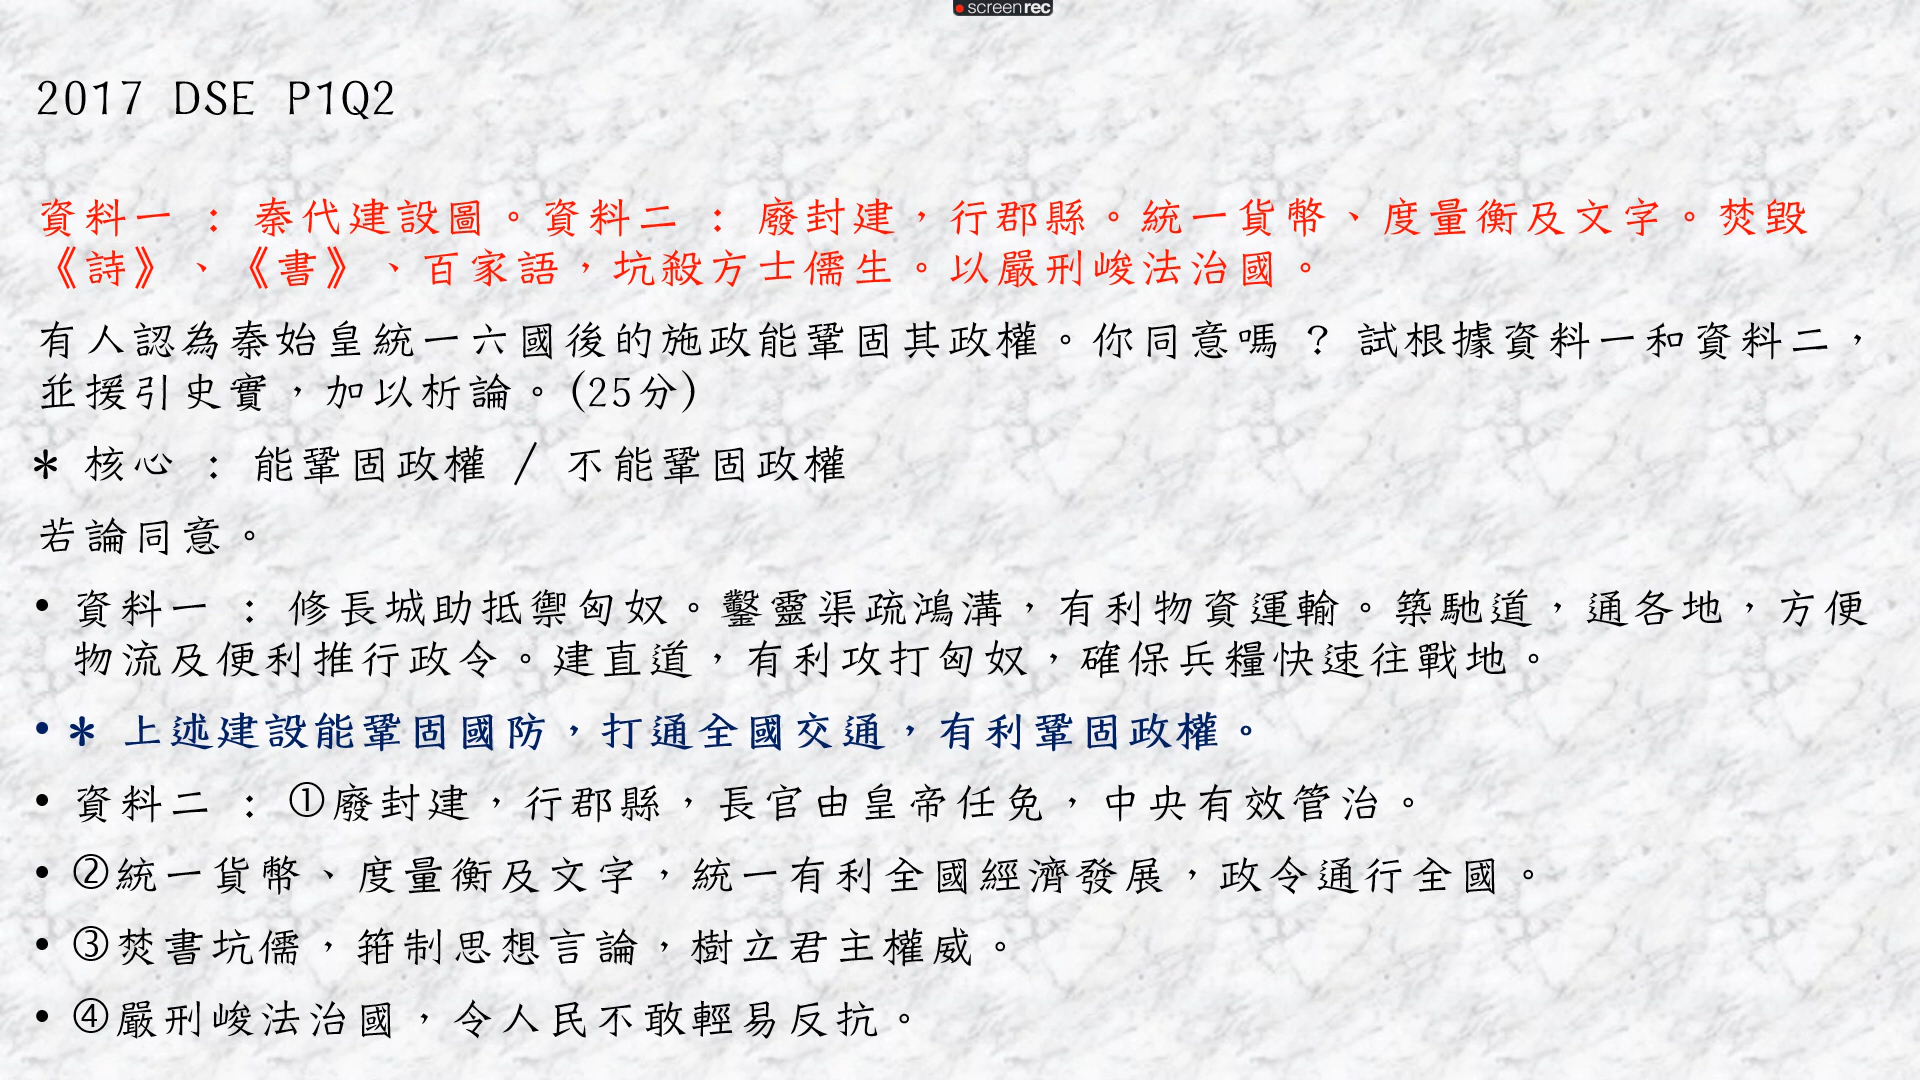 screenrec
2017 DSE P1Q2
資料一 : 秦代建設圖。資料二 : 廢封建，行郡縣。統一貨幣、度量衡及文字。焚毀
《詩》、《書》、百家語，坑殺方士儒生。以嚴刑峻法治國。
有人認為秦始皇統一六國後的施政能鞏固其政權。你同意嗎 ? 試根據資料一和資料二，
並援引史實，加以析論。(25分)
* 核心 : 能鞏固政權 / 不能鞏固政權
若論同意。
• 資料一 : 修長城助抵禦匈奴。鑿靈渠疏鴻溝，有利物資運輸。築馳道，通各地，方便
物流及便利推行政令。建直道，有利攻打匈奴，確保兵糧快速往戰地。
• * 上述建設能鞏固國防，打通全國交通，有利鞏固政權。
• 資料二 : ①廢封建，行郡縣，長官由皇帝任免，中央有效管治。
• ②統一貨幣、度量衡及文字，統一有利全國經濟發展，政令通行全國。
• ③焚書坑儒，箝制思想言論，樹立君主權威。
• ④嚴刑峻法治國，令人民不敢輕易反抗。